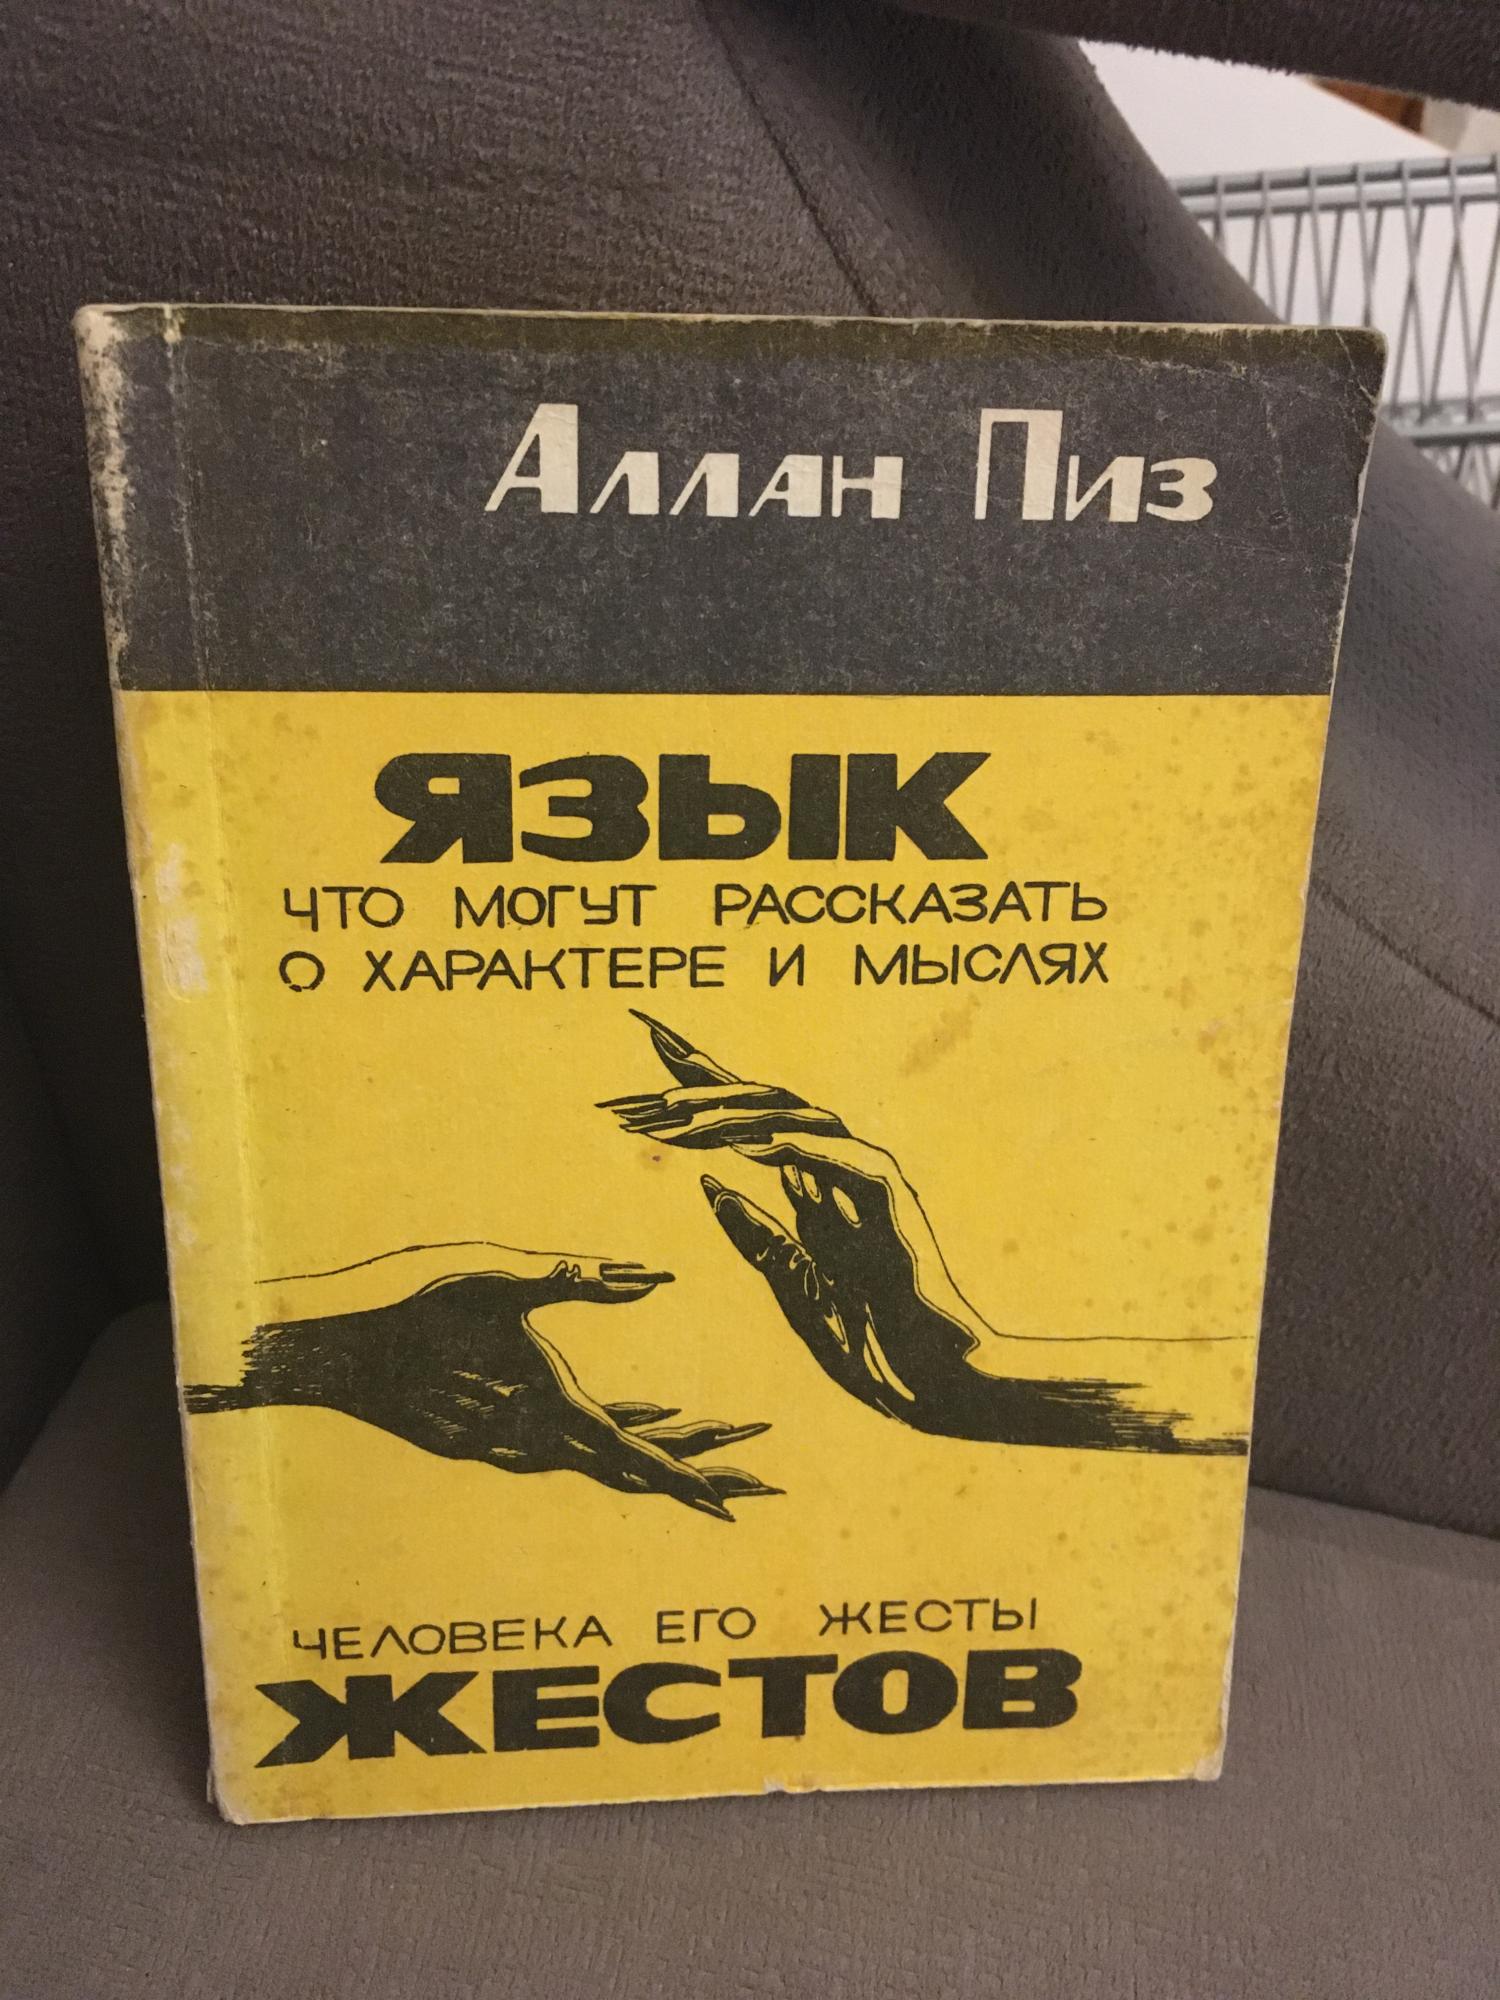 Аллан Пиз
ЯЗЫК
ЧТО МОГУТ РАССКАЗАТЬ
О ХАРАКТЕРЕ И МЫСЛЯХ
ЧЕЛОВЕКА ЕГО ЖЕСТЫ
ЖЕСТОВ